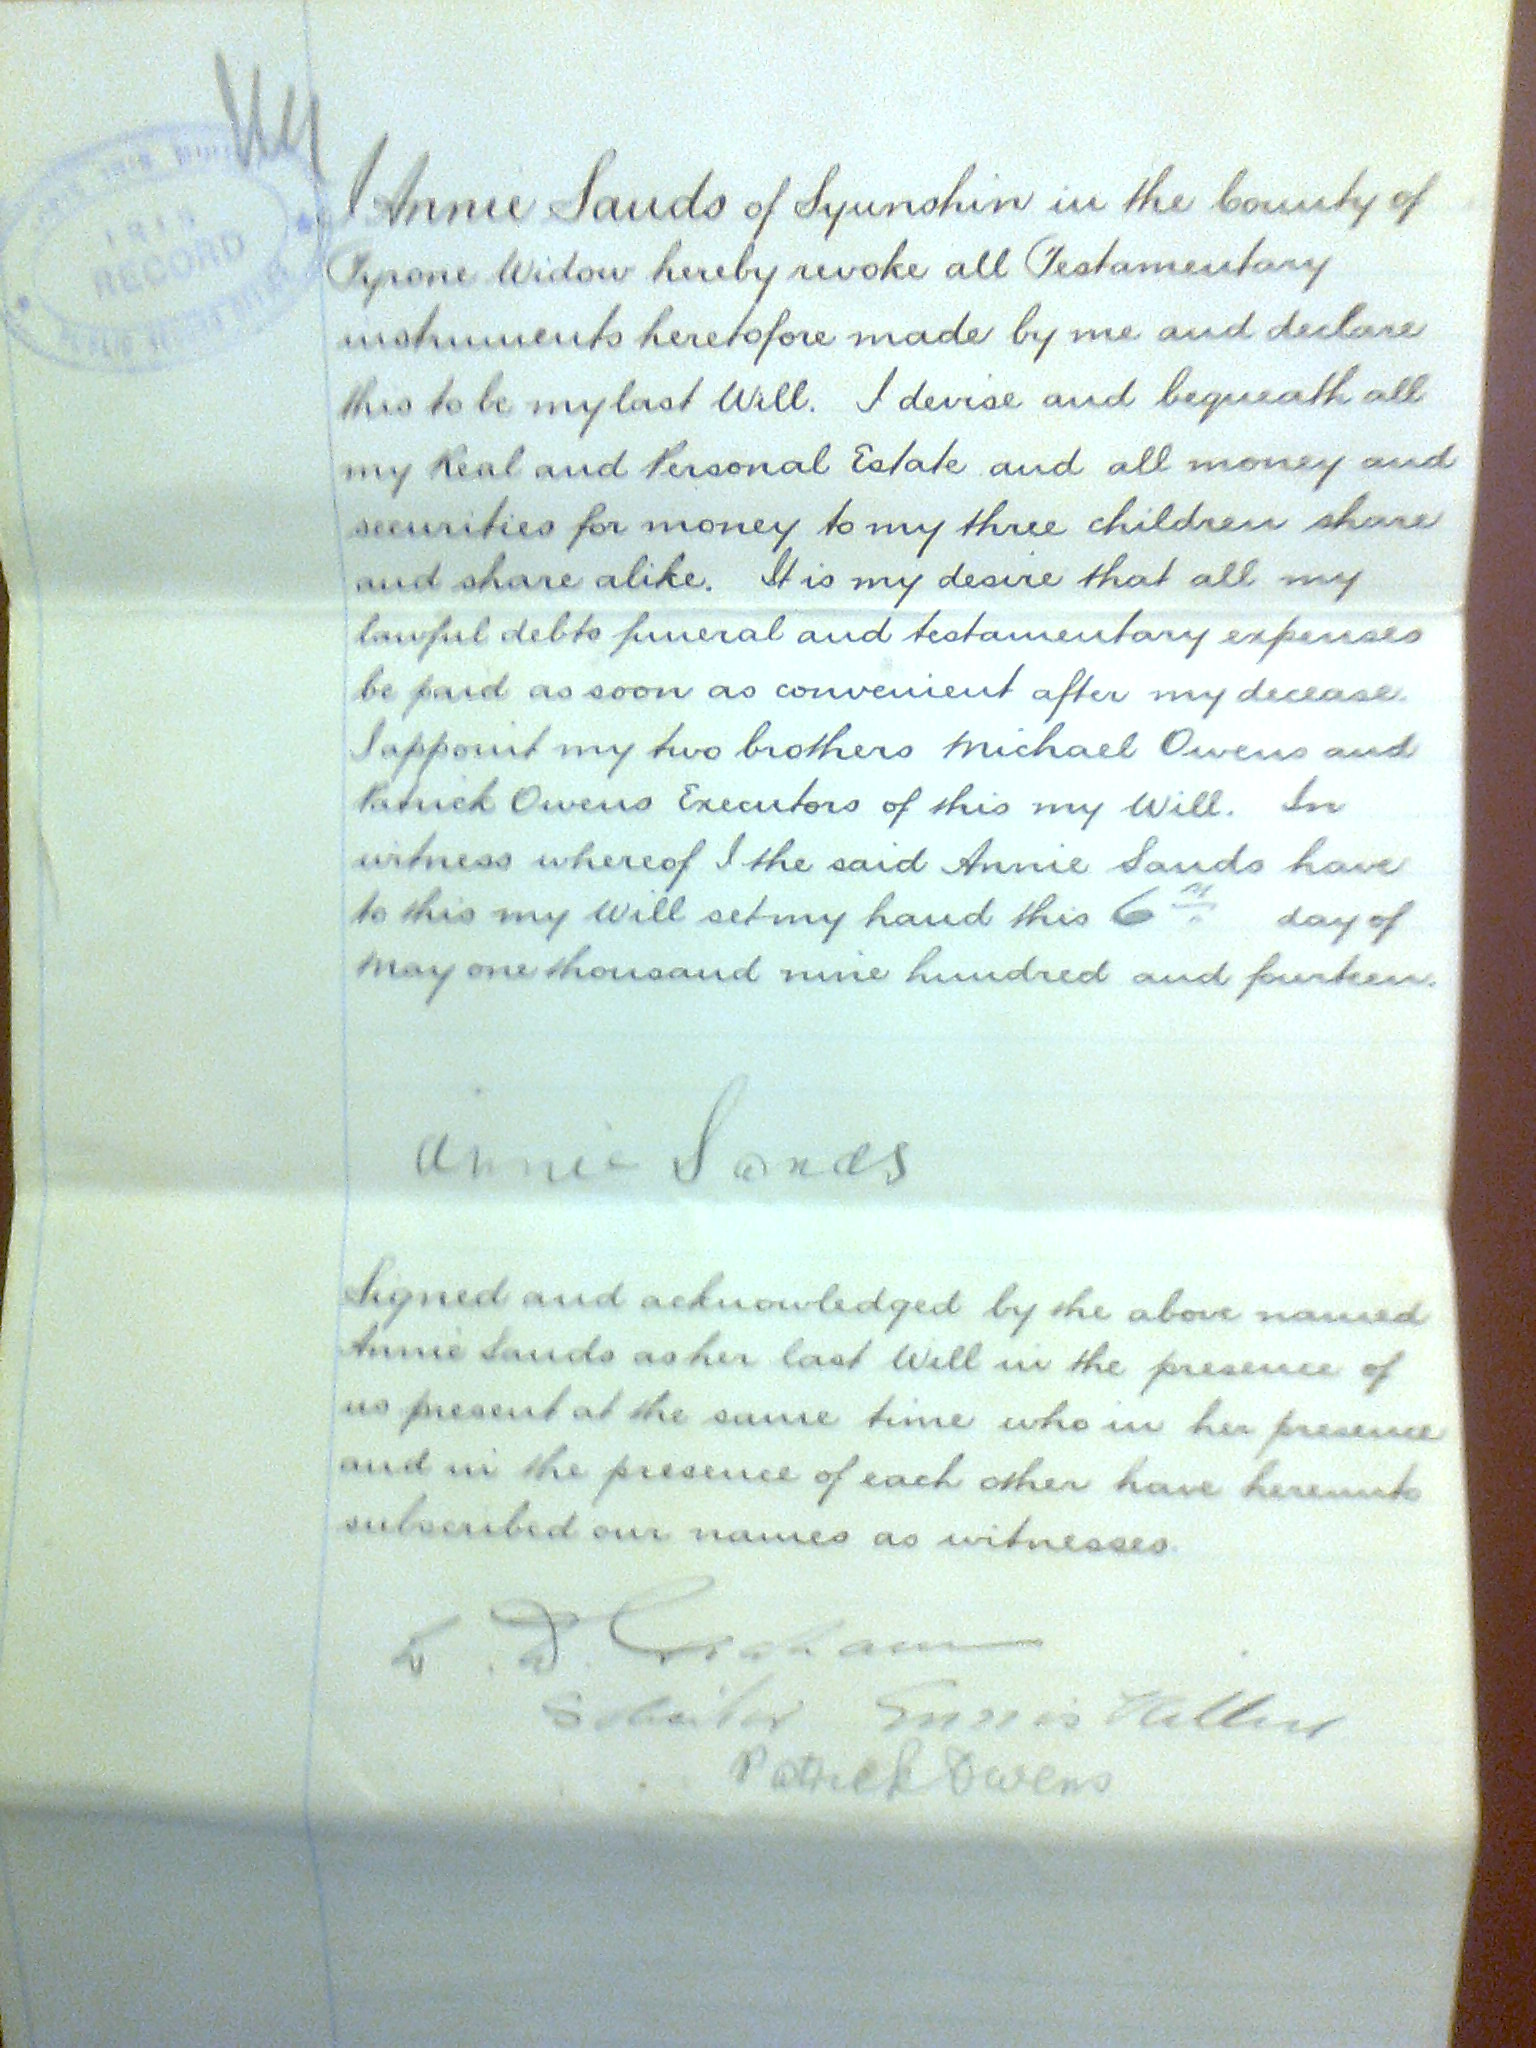 RECORD
I Annie Sands of Syunshin in the County of
Tyrone Widow hereby revoke all Testamentary
instruments heretofore made by me and declare
this to be my last Will. I devise and bequeath all
my Real and Personal Estate and all money and
securities for money to my three children share
and share alike. It is my desire that all my
lawful debts funeral and testamentary expenses
be paid as soon as convenient after my decease.
I appoint my two brothers Michael Owens and
Patrick Owens Executors of this my Will. In
witness whereof I the said Annie Sands have
to this my Will set my hand this 6th day of
May one thousand nine hundred and fourteen.
Annie Sands
Signed and acknowledged by the above named
Annie Sands as her last Will in the presence of
us present at the same time who in her presence
and in the presence of each other have hereunto
subscribed our names as witnesses.
Graham
Solicitor Enniskillen
Patrick Owens